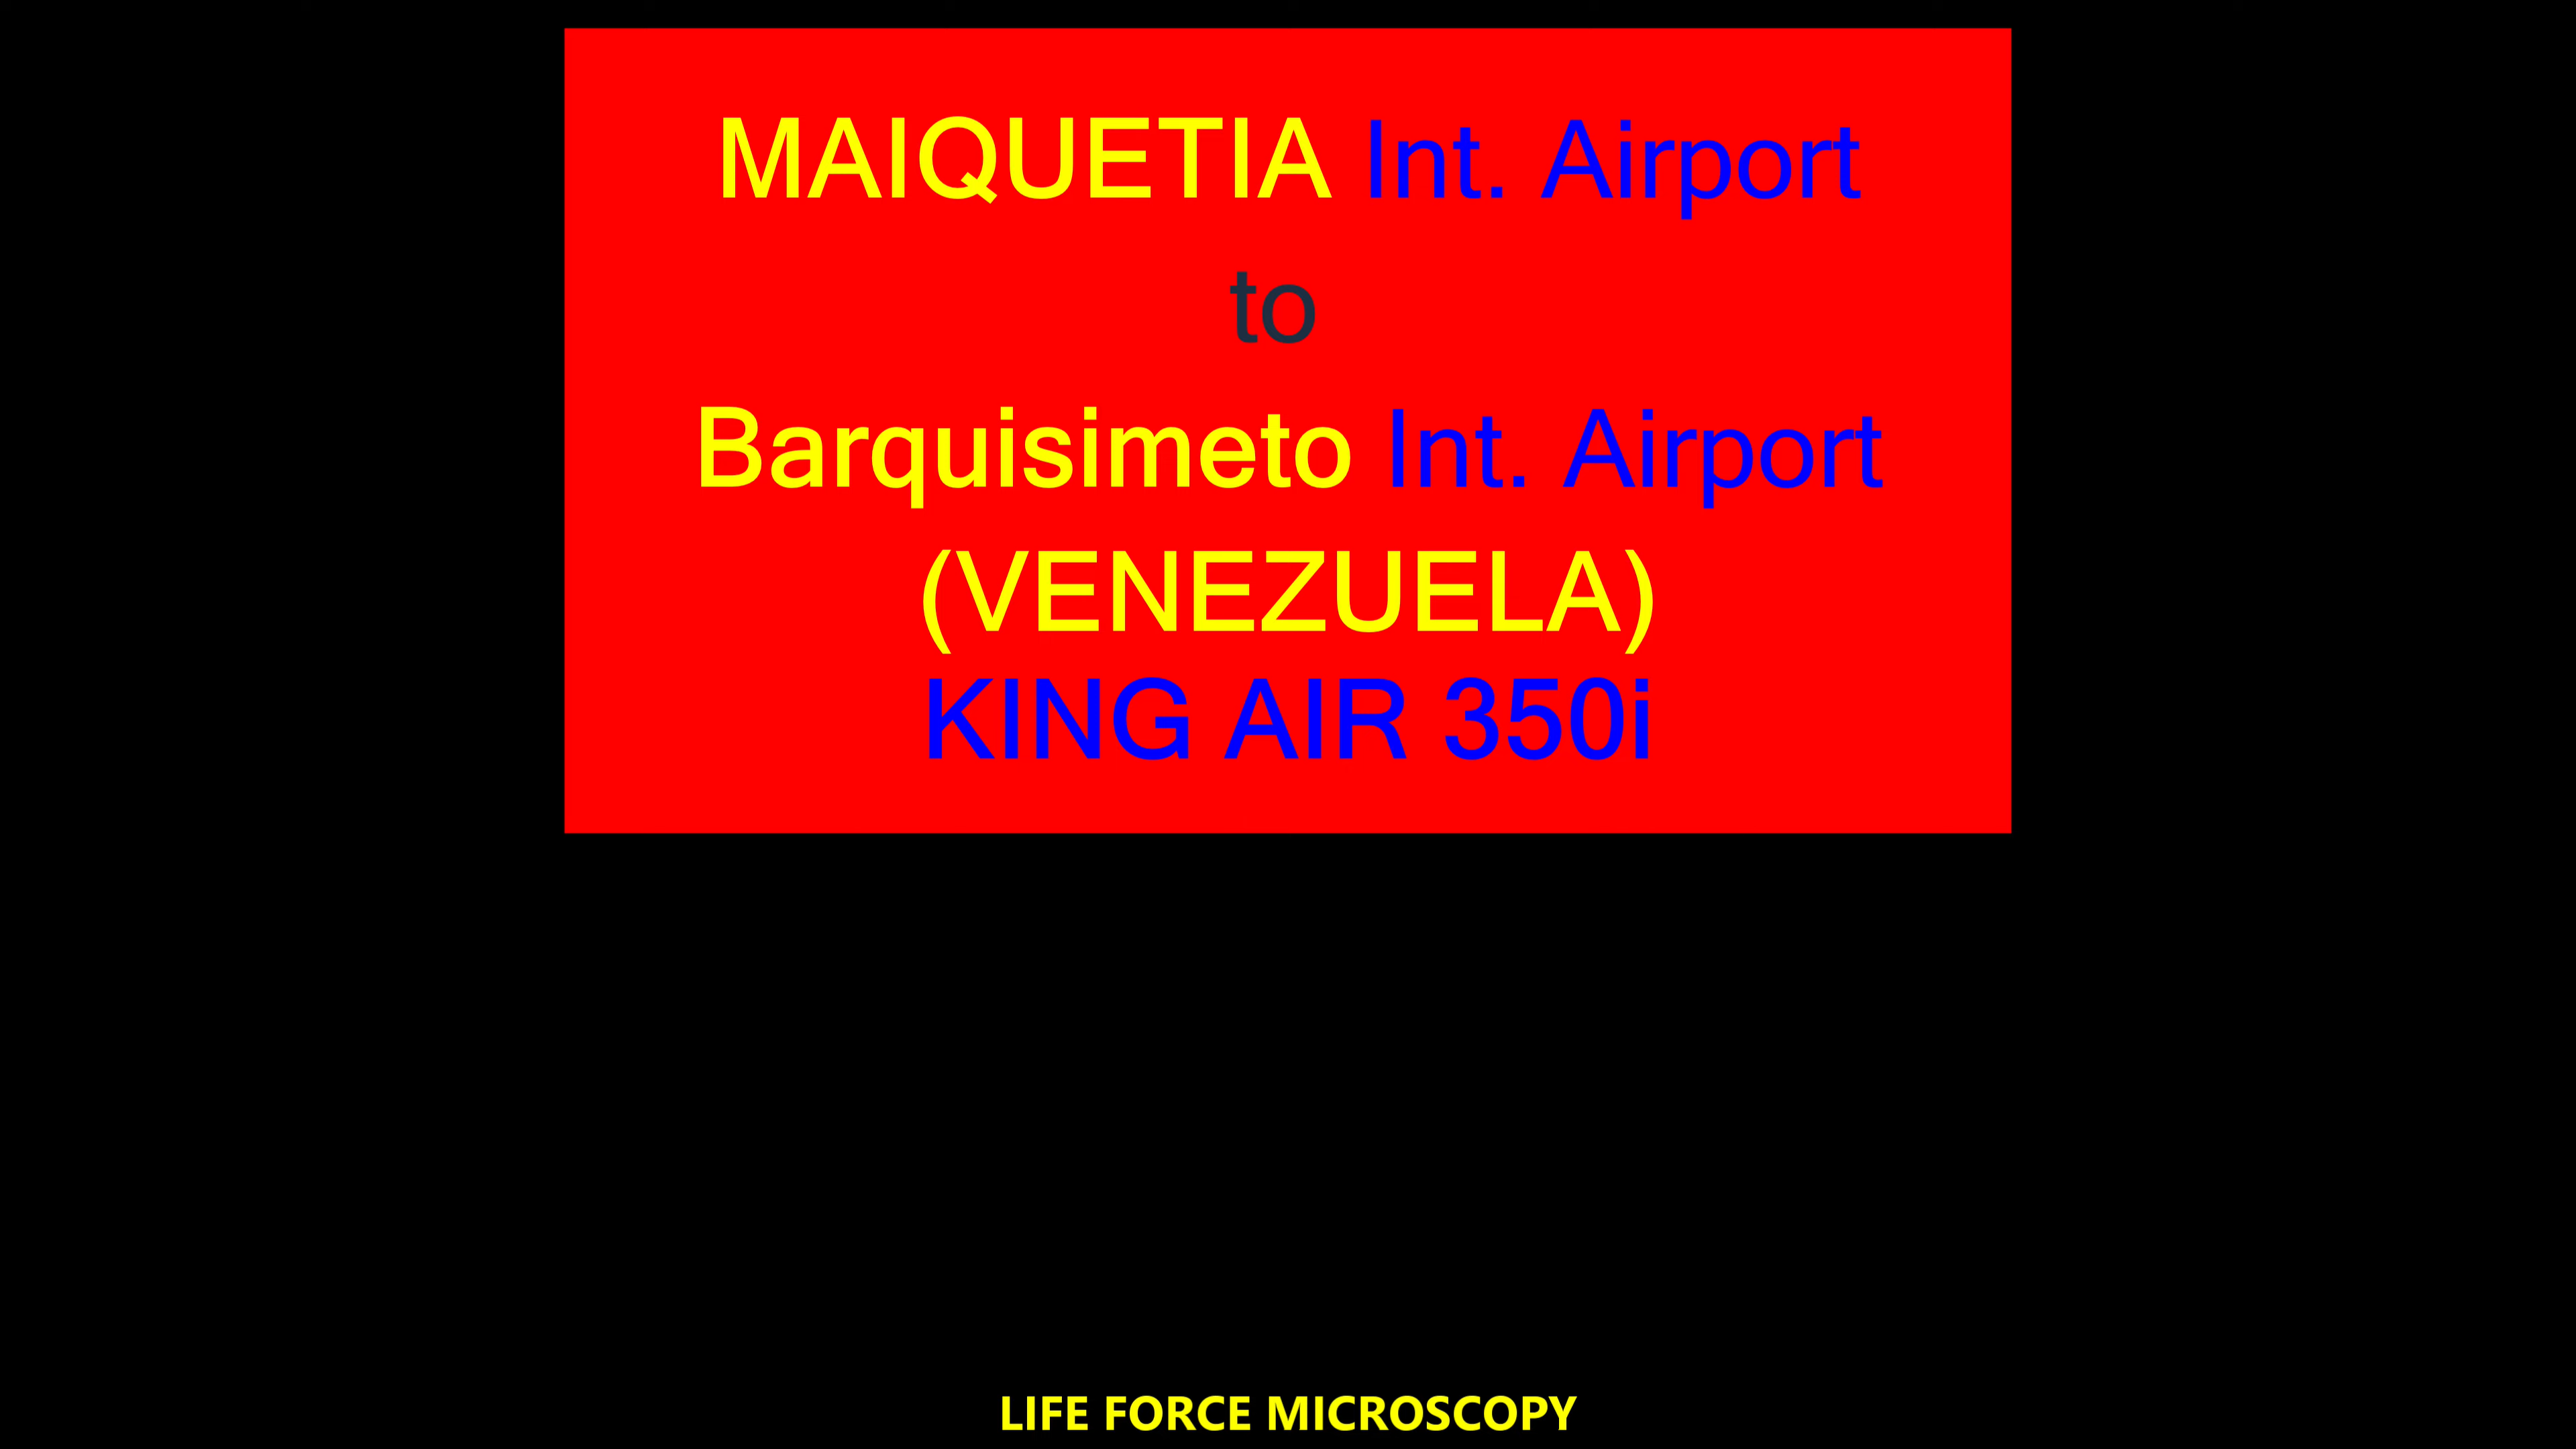 MAIQUETIA Int. Airport
to
Barquisimeto Int. Airport
(VENEZUELA)
KING AIR 350i
LIFE FORCE MICROSCOPY